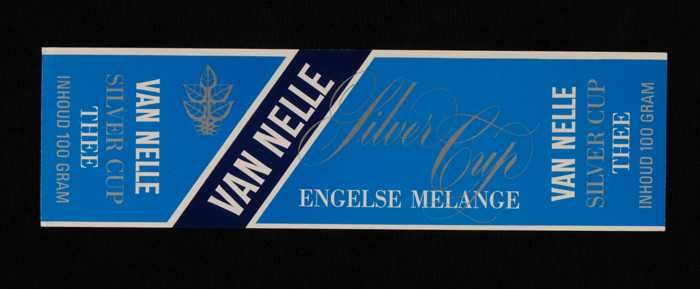 VAN NELLE
SILVER CUP
THEE
INHOUD 100 GRAM
VAN NELLE
Silver Cup
ENGELSE MELANGE
VAN NELLE
SILVER CUP
THEE
INHOUD 100 GRAM